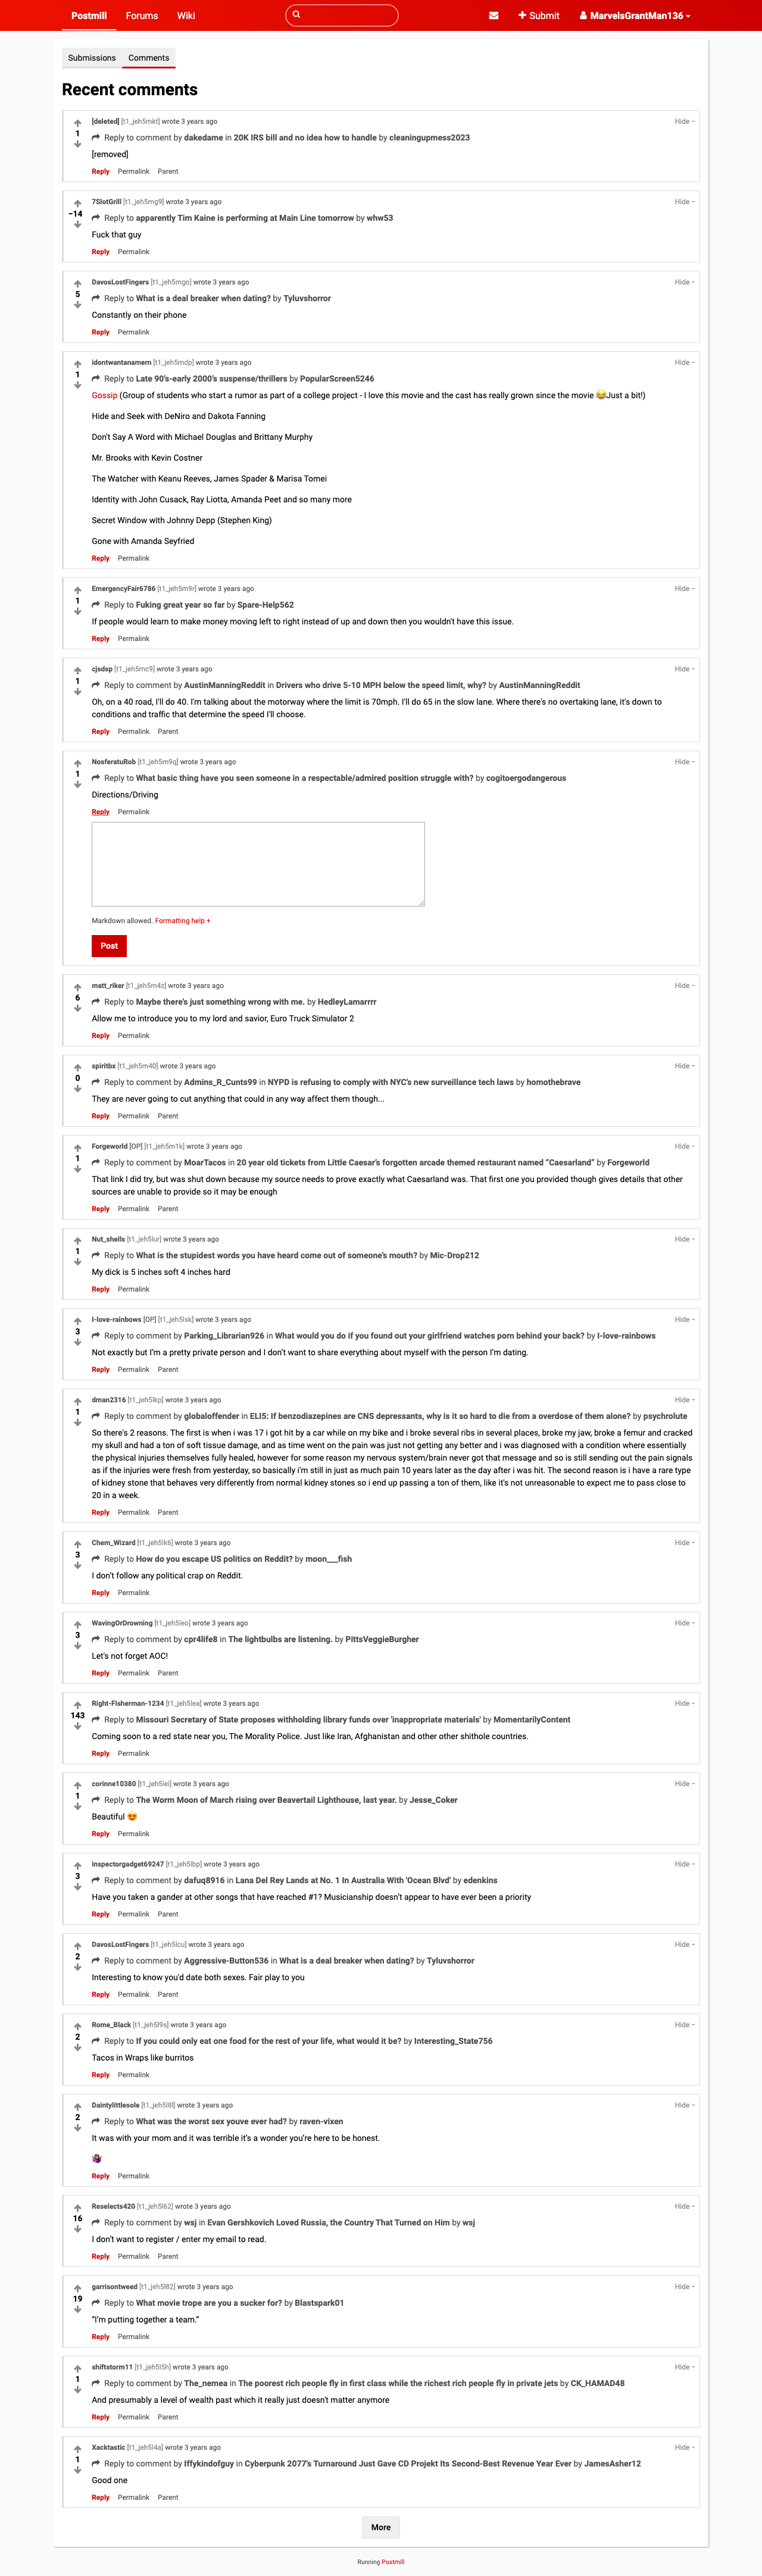 Postmill Forums Wiki Submit MarvelsGrantMan136
Submissions Comments
Recent comments
[deleted] [t1_jeh5mkt] wrote 3 years ago Hide −
1
Reply to comment by dakedame in 20K IRS bill and no idea how to handle by cleaningupmess2023
[removed]
Reply Permalink Parent
7SlotGrill [t1_jeh5mg9] wrote 3 years ago Hide −
−14
Reply to apparently Tim Kaine is performing at Main Line tomorrow by whw53
Fuck that guy
Reply Permalink
DavosLostFingers [t1_jeh5mgo] wrote 3 years ago Hide −
5
Reply to What is a deal breaker when dating? by Tyluvshorror
Constantly on their phone
Reply Permalink
idontwantanamern [t1_jeh5mdp] wrote 3 years ago Hide −
1
Reply to Late 90's-early 2000's suspense/thrillers by PopularScreen5246
Gossip (Group of students who start a rumor as part of a college project - I love this movie and the cast has really grown since the movie 😂Just a bit!)
Hide and Seek with DeNiro and Dakota Fanning
Don't Say A Word with Michael Douglas and Brittany Murphy
Mr. Brooks with Kevin Costner
The Watcher with Keanu Reeves, James Spader & Marisa Tomei
Identity with John Cusack, Ray Liotta, Amanda Peet and so many more
Secret Window with Johnny Depp (Stephen King)
Gone with Amanda Seyfried
Reply Permalink
EmergencyFair6786 [t1_jeh5m9r] wrote 3 years ago Hide −
1
Reply to Fuking great year so far by Spare-Help562
If people would learn to make money moving left to right instead of up and down then you wouldn't have this issue.
Reply Permalink
cjsdsp [t1_jeh5mc9] wrote 3 years ago Hide −
1
Reply to comment by AustinManningReddit in Drivers who drive 5-10 MPH below the speed limit, why? by AustinManningReddit
Oh, on a 40 road, I'll do 40. I'm talking about the motorway where the limit is 70mph. I'll do 65 in the slow lane. Where there's no overtaking lane, it's down to
conditions and traffic that determine the speed I'll choose.
Reply Permalink Parent
NosferatuRob [t1_jeh5m9q] wrote 3 years ago Hide −
1
Reply to What basic thing have you seen someone in a respectable/admired position struggle with? by cogitoergodangerous
Directions/Driving
Reply Permalink
Markdown allowed. Formatting help +
Post
matt_riker [t1_jeh5m4z] wrote 3 years ago Hide −
6
Reply to Maybe there's just something wrong with me. by HedleyLamarrrr
Allow me to introduce you to my lord and savior, Euro Truck Simulator 2
Reply Permalink
spiritbx [t1_jeh5m40] wrote 3 years ago Hide −
0
Reply to comment by Admins_R_Cunts99 in NYPD is refusing to comply with NYC's new surveillance tech laws by homothebrave
They are never going to cut anything that could in any way affect them though...
Reply Permalink Parent
Forgeworld [OP] [t1_jeh5m1k] wrote 3 years ago Hide −
1
Reply to comment by MoarTacos in 20 year old tickets from Little Caesar's forgotten arcade themed restaurant named "Caesarland" by Forgeworld
That link I did try, but was shut down because my source needs to prove exactly what Caesarland was. That first one you provided though gives details that other
sources are unable to provide so it may be enough
Reply Permalink Parent
Nut_shells [t1_jeh5lur] wrote 3 years ago Hide −
1
Reply to What is the stupidest words you have heard come out of someone's mouth? by Mic-Drop212
My dick is 5 inches soft 4 inches hard
Reply Permalink
I-love-rainbows [OP] [t1_jeh5lsk] wrote 3 years ago Hide −
3
Reply to comment by Parking_Librarian926 in What would you do if you found out your girlfriend watches porn behind your back? by I-love-rainbows
Not exactly but I'm a pretty private person and I don't want to share everything about myself with the person I'm dating.
Reply Permalink Parent
dman2316 [t1_jeh5lkp] wrote 3 years ago Hide −
1
Reply to comment by globaloffender in ELI5: If benzodiazepines are CNS depressants, why is it so hard to die from a overdose of them alone? by psychrolute
So there's 2 reasons. The first is when i was 17 i got hit by a car while on my bike and i broke several ribs in several places, broke my jaw, broke a femur and cracked
my skull and had a ton of soft tissue damage, and as time went on the pain was just not getting any better and i was diagnosed with a condition where essentially
the physical injuries themselves fully healed, however for some reason my nervous system/brain never got that message and so is still sending out the pain signals
as if the injuries were fresh from yesterday, so basically i'm still in just as much pain 10 years later as the day after i was hit. The second reason is i have a rare type
of kidney stone that behaves very differently from normal kidney stones so i end up passing a ton of them, like it's not unreasonable to expect me to pass close to
20 in a week.
Reply Permalink Parent
Chem_Wizard [t1_jeh5lk6] wrote 3 years ago Hide −
3
Reply to How do you escape US politics on Reddit? by moon___fish
I don't follow any political crap on Reddit.
Reply Permalink
WavingOrDrowning [t1_jeh5leo] wrote 3 years ago Hide −
3
Reply to comment by cpr4life8 in The lightbulbs are listening. by PittsVeggieBurgher
Let's not forget AOC!
Reply Permalink Parent
Right-Fisherman-1234 [t1_jeh5lea] wrote 3 years ago Hide −
143
Reply to Missouri Secretary of State proposes withholding library funds over 'inappropriate materials' by MomentarilyContent
Coming soon to a red state near you, The Morality Police. Just like Iran, Afghanistan and other other shithole countries.
Reply Permalink
corinne10380 [t1_jeh5lei] wrote 3 years ago Hide −
1
Reply to The Worm Moon of March rising over Beavertail Lighthouse, last year. by Jesse_Coker
Beautiful 😍
Reply Permalink
inspectorgadget69247 [t1_jeh5lbp] wrote 3 years ago Hide −
3
Reply to comment by dafuq8916 in Lana Del Rey Lands at No. 1 In Australia With 'Ocean Blvd' by edenkins
Have you taken a gander at other songs that have reached #1? Musicianship doesn't appear to have ever been a priority
Reply Permalink Parent
DavosLostFingers [t1_jeh5lcu] wrote 3 years ago Hide −
2
Reply to comment by Aggressive-Button536 in What is a deal breaker when dating? by Tyluvshorror
Interesting to know you'd date both sexes. Fair play to you
Reply Permalink Parent
Rome_Black [t1_jeh5l9s] wrote 3 years ago Hide −
2
Reply to If you could only eat one food for the rest of your life, what would it be? by Interesting_State756
Tacos in Wraps like burritos
Reply Permalink
Daintylittlesole [t1_jeh5l8l] wrote 3 years ago Hide −
2
Reply to What was the worst sex youve ever had? by raven-vixen
It was with your mom and it was terrible it's a wonder you're here to be honest.
Reply Permalink
Reselects420 [t1_jeh5l62] wrote 3 years ago Hide −
16
Reply to comment by wsj in Evan Gershkovich Loved Russia, the Country That Turned on Him by wsj
I don't want to register / enter my email to read.
Reply Permalink Parent
garrisontweed [t1_jeh5l82] wrote 3 years ago Hide −
19
Reply to What movie trope are you a sucker for? by Blastspark01
"I'm putting together a team."
Reply Permalink
shiftstorm11 [t1_jeh5l5h] wrote 3 years ago Hide −
1
Reply to comment by The_nemea in The poorest rich people fly in first class while the richest rich people fly in private jets by CK_HAMAD48
And presumably a level of wealth past which it really just doesn't matter anymore
Reply Permalink Parent
Xacktastic [t1_jeh5l4a] wrote 3 years ago Hide −
1
Reply to comment by Iffykindofguy in Cyberpunk 2077's Turnaround Just Gave CD Projekt Its Second-Best Revenue Year Ever by JamesAsher12
Good one
Reply Permalink Parent
More
Running Postmill